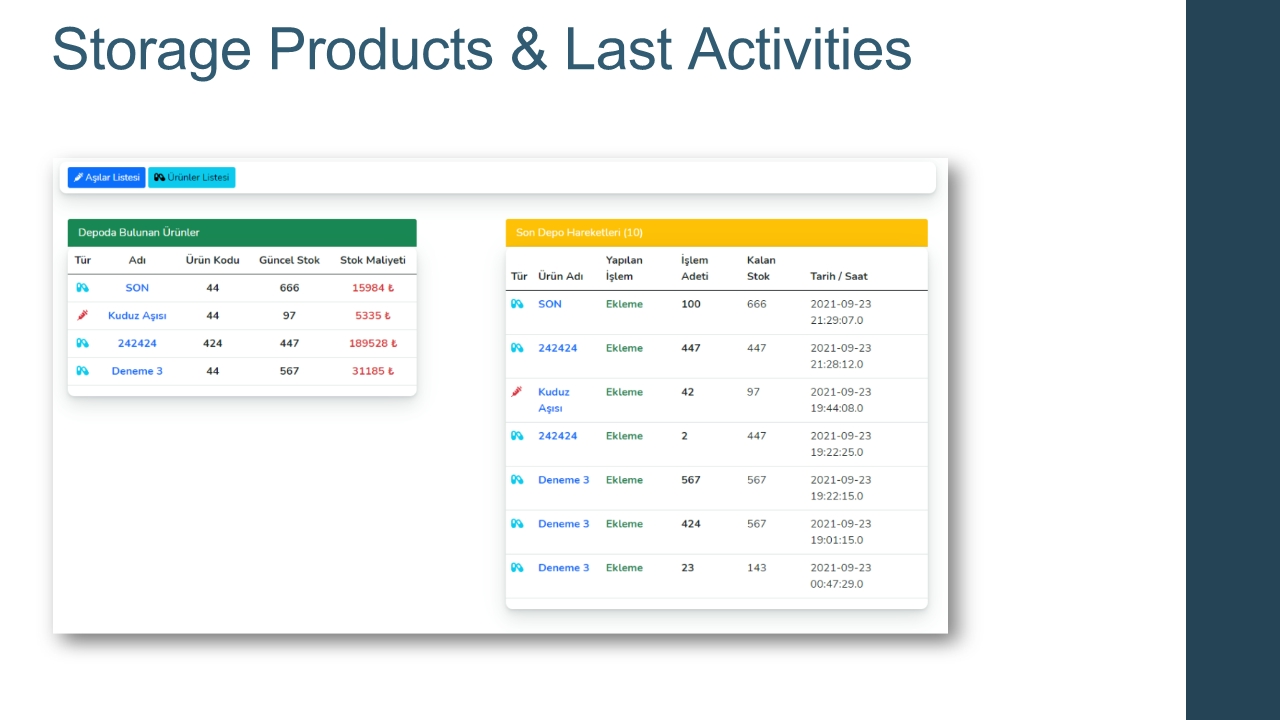 Storage Products & Last Activities
Aşılar Listesi Ürünler Listesi
Depoda Bulunan Ürünler
Tür Adı Ürün Kodu Güncel Stok Stok Maliyeti
SON 44 666 15984 ₺
Kuduz Aşısı 44 97 5335 ₺
242424 424 447 189528 ₺
Deneme 3 44 567 31185 ₺
Son Depo Hareketleri (10)
Tür Ürün Adı Yapılan İşlem İşlem Adeti Kalan Stok Tarih / Saat
SON Ekleme 100 666 2021-09-23 21:29:07.0
242424 Ekleme 447 447 2021-09-23 21:28:12.0
Kuduz Aşısı Ekleme 42 97 2021-09-23 19:44:08.0
242424 Ekleme 2 447 2021-09-23 19:22:25.0
Deneme 3 Ekleme 567 567 2021-09-23 19:22:15.0
Deneme 3 Ekleme 424 567 2021-09-23 19:01:15.0
Deneme 3 Ekleme 23 143 2021-09-23 00:47:29.0